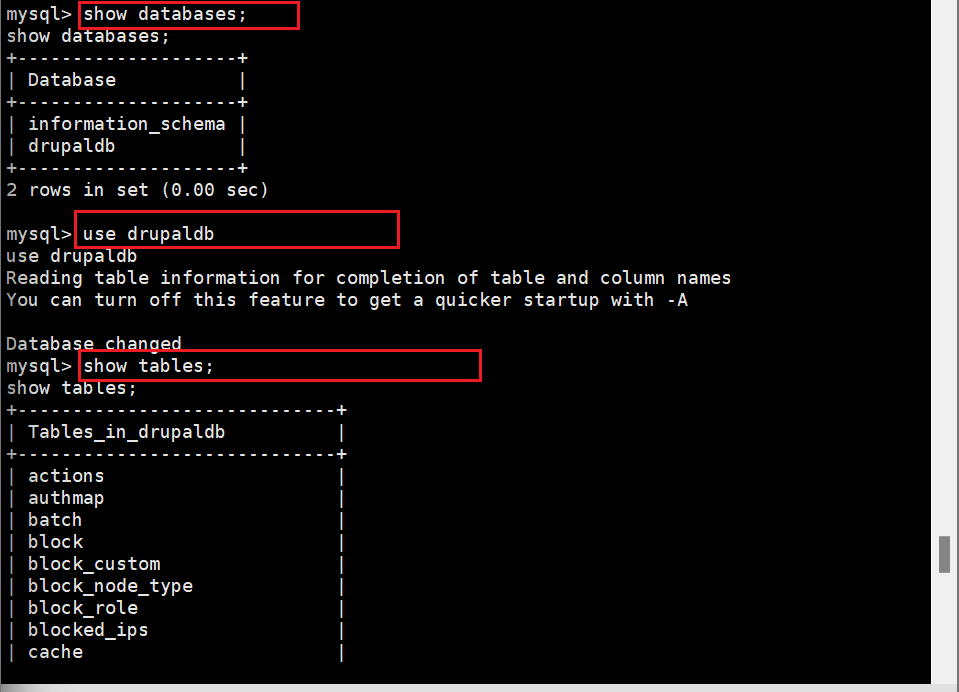 mysql> show databases;
show databases;
+--------------------+
| Database           |
+--------------------+
| information_schema |
| drupaldb           |
+--------------------+
2 rows in set (0.00 sec)
mysql> use drupaldb
use drupaldb
Reading table information for completion of table and column names
You can turn off this feature to get a quicker startup with -A
Database changed
mysql> show tables;
show tables;
+-----------------------------+
| Tables_in_drupaldb          |
+-----------------------------+
| actions                     |
| authmap                     |
| batch                       |
| block                       |
| block_custom                |
| block_node_type             |
| block_role                  |
| blocked_ips                 |
| cache                       |